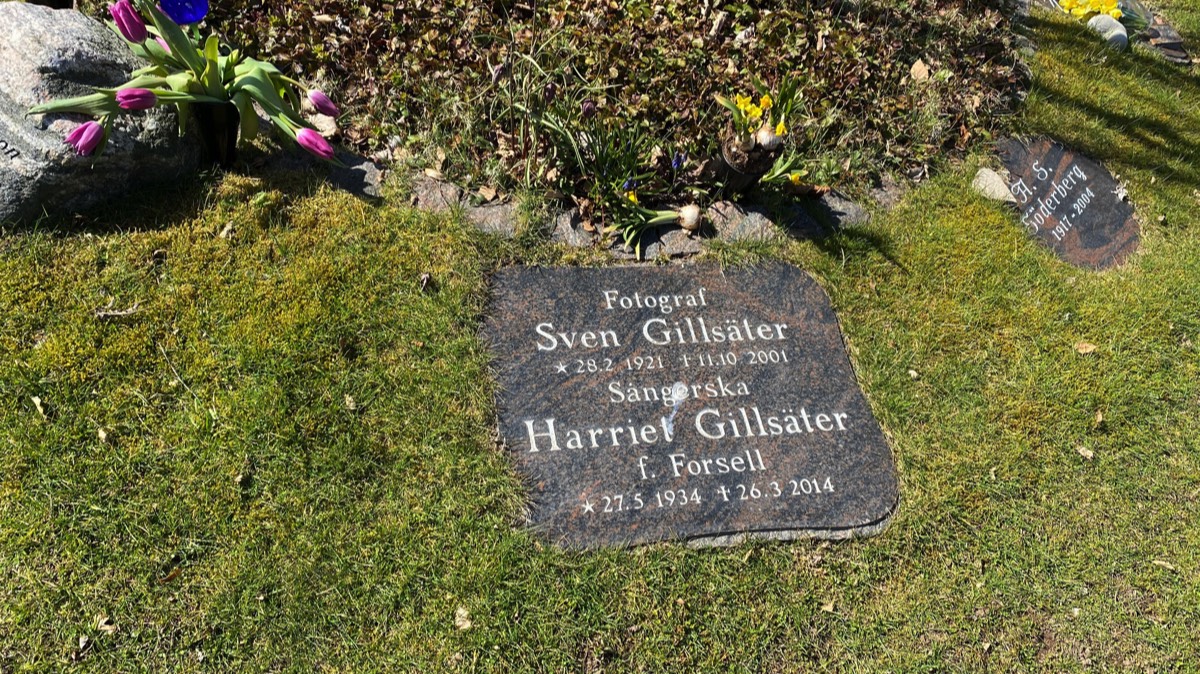 Fotograf
Sven Gillsäter
* 28.2 1921 †11.10 2001
Sångerska
Harriet Gillsäter
f. Forsell
* 27.5 1934 †26.3 2014
A. S.
Söderberg
1917-2004